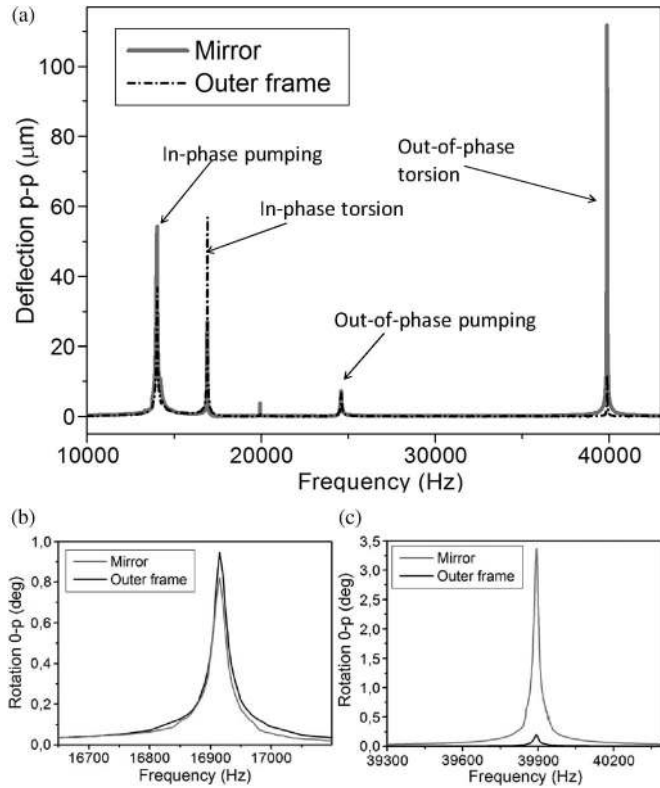 (a)
Mirror
Outer frame
In-phase pumping
In-phase torsion
Out-of-phase pumping
Out-of-phase
torsion
Deflection p-p (μm)
100
80
60
40
20
0
10000 20000 30000 40000
Frequency (Hz)
(b)
Mirror
Outer frame
Rotation 0-p (deg)
1,0
0,8
0,6
0,4
0,2
0,0
16700 16800 16900 17000
Frequency (Hz)
(c)
Mirror
Outer frame
Rotation 0-p (deg)
3,5
3,0
2,5
2,0
1,5
1,0
0,5
0,0
39300 39600 39900 40200
Frequency (Hz)